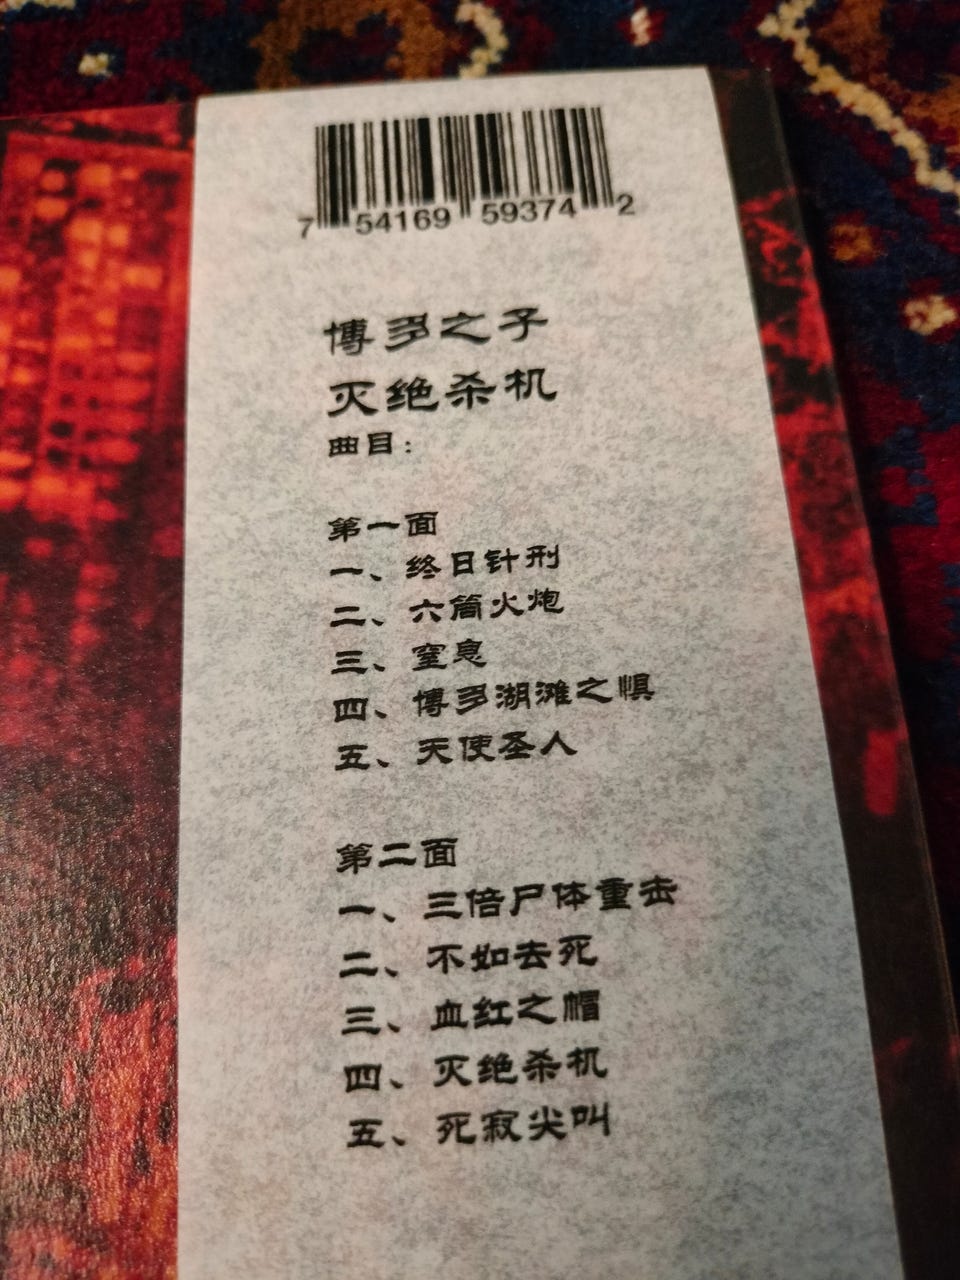 7 54169 59374 2
博多之子
灭绝杀机
曲目：
第一面
一、终日针刑
二、六筒火炮
三、窒息
四、博多湖滩之惧
五、天使圣人
第二面
一、三倍尸体重击
二、不如去死
三、血红之帽
四、灭绝杀机
五、死寂尖叫